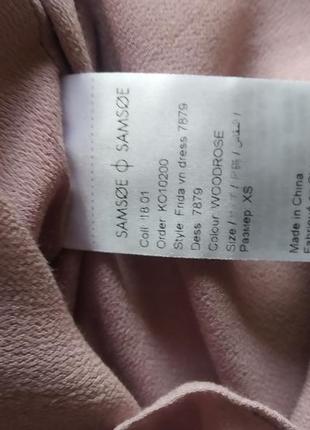 SAMSØE Φ SAMSØE
Coll: '18 01
Order: KO10200
Style: Frida vn dress 7879
Dess: 7879
Colour: WOODROSE
Size /
Размер: XS
Made in China